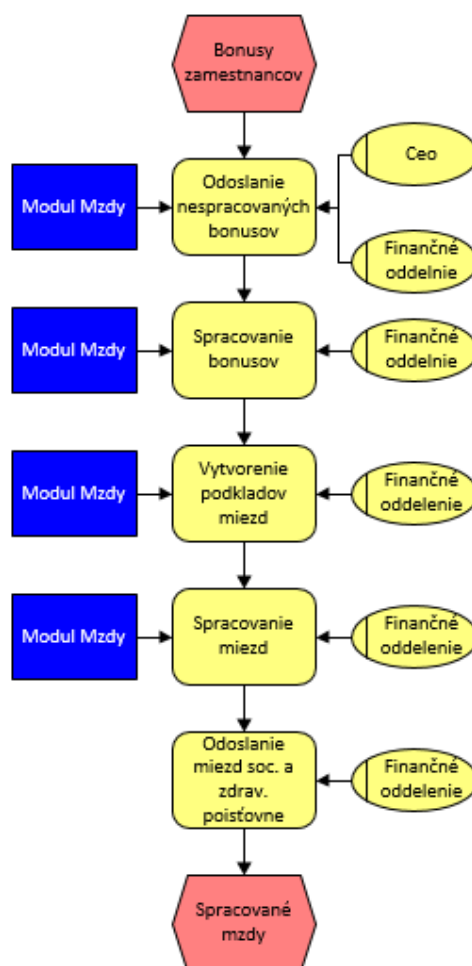 Bonusy
zamestnancov
Ceo
Modul Mzdy
Odoslanie
nespracovaných
bonusov
Finančné
oddelnie
Modul Mzdy
Spracovanie
bonusov
Finančné
oddelnie
Modul Mzdy
Vytvorenie
podkladov
miezd
Finančné
oddelenie
Modul Mzdy
Spracovanie
miezd
Finančné
oddelenie
Odoslanie
miezd soc. a
zdrav.
poisťovne
Finančné
oddelenie
Spracované
mzdy